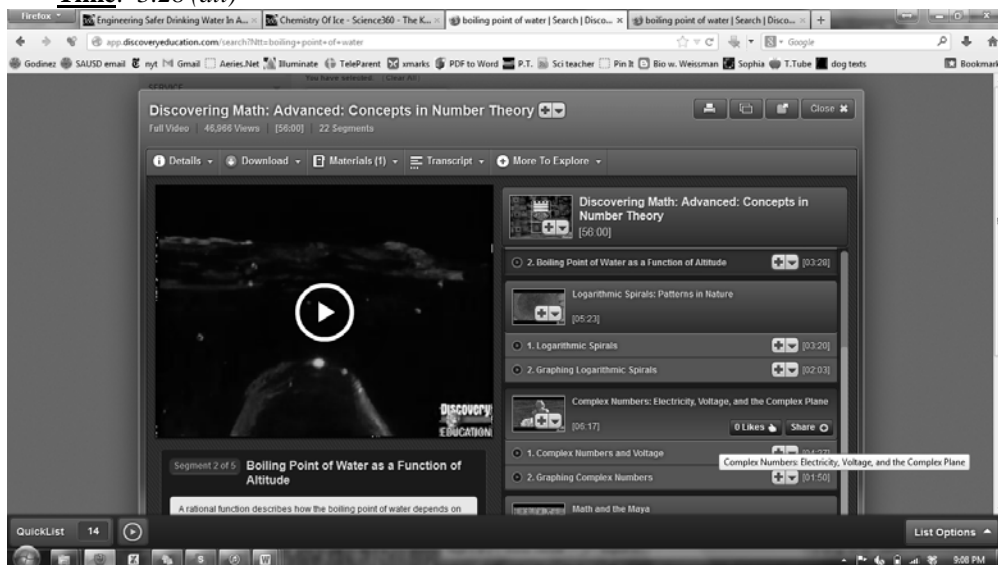 Time: 3:28 (all)
Firefox
Engineering Safer Drinking Water In A...
Chemistry Of Ice - Science360 - The K...
boiling point of water | Search | Disco...
boiling point of water | Search | Disco...
app.discoveryeducation.com/search?Ntt=boiling+point+of+water
Google
Godinez SAUSD email nyt Gmail Aeries.Net Illuminate TeleParent xmarks PDF to Word P.T. Sci teacher Pin It Bio w. Weissman Sophia T.Tube dog texts Bookmark
SERVICE
You have selected (Clear All)
Discovering Math: Advanced: Concepts in Number Theory
Close
Full Video | 46,966 Views | [56:00] | 22 Segments
Details Download Materials (1) Transcript More To Explore
Discovering Math: Advanced: Concepts in
Number Theory
[56:00]
2. Boiling Point of Water as a Function of Altitude [03:28]
Logarithmic Spirals: Patterns in Nature
[05:23]
1. Logarithmic Spirals [03:20]
2. Graphing Logarithmic Spirals [02:03]
Complex Numbers: Electricity, Voltage, and the Complex Plane
[06:17] 0 Likes Share
1. Complex Numbers and Voltage [04:27]
Complex Numbers: Electricity, Voltage, and the Complex Plane
2. Graphing Complex Numbers [01:50]
Math and the Maya
Discovery
EDUCATION
Segment 2 of 5 Boiling Point of Water as a Function of
Altitude
A rational function describes how the boiling point of water depends on
QuickList 14
List Options
9:08 PM